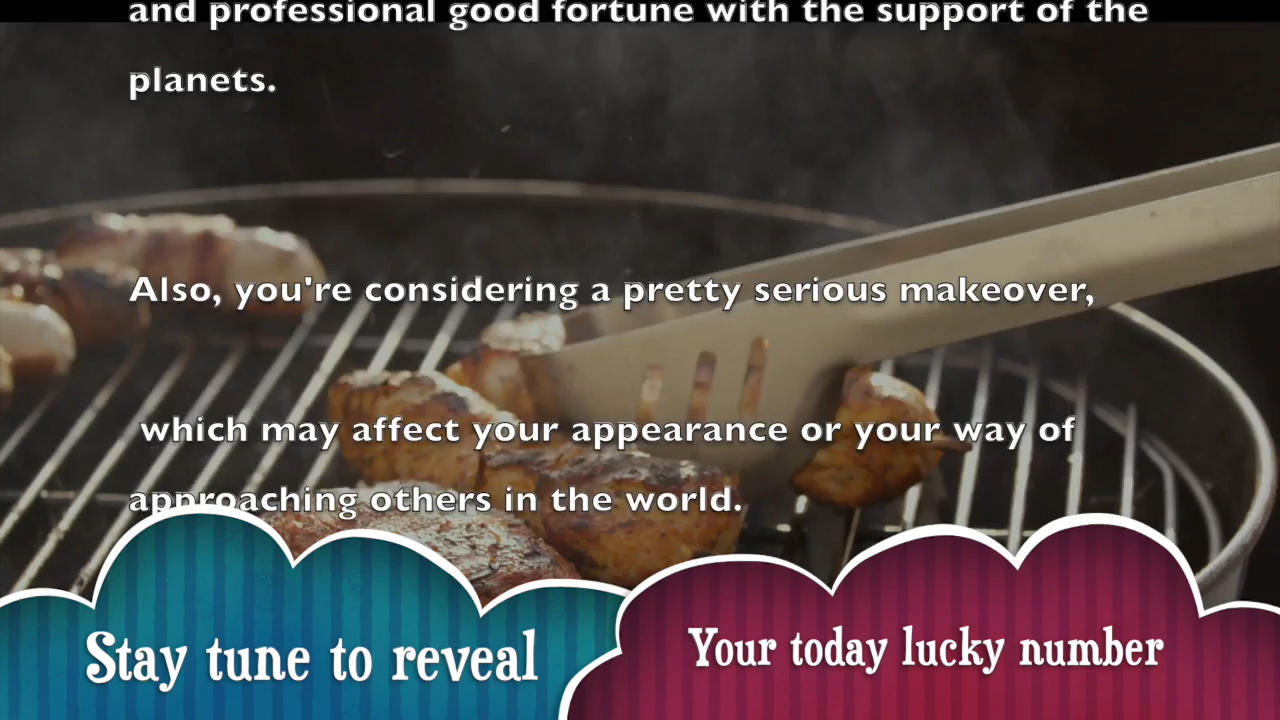 and professional good fortune with the support of the
planets.
Also, you're considering a pretty serious makeover,
which may affect your appearance or your way of
approaching others in the world.
Stay tune to reveal
Your today lucky number